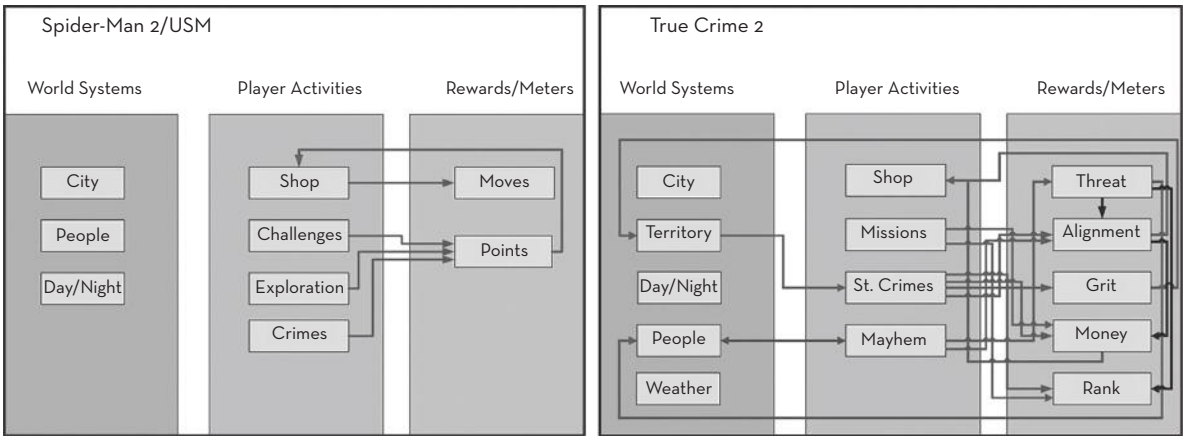 Spider-Man 2/USM
World Systems
Player Activities
Rewards/Meters
City
Shop
Moves
People
Challenges
Points
Day/Night
Exploration
Crimes
True Crime 2
World Systems
Player Activities
Rewards/Meters
City
Shop
Threat
Territory
Missions
Alignment
Day/Night
St. Crimes
Grit
People
Mayhem
Money
Weather
Rank